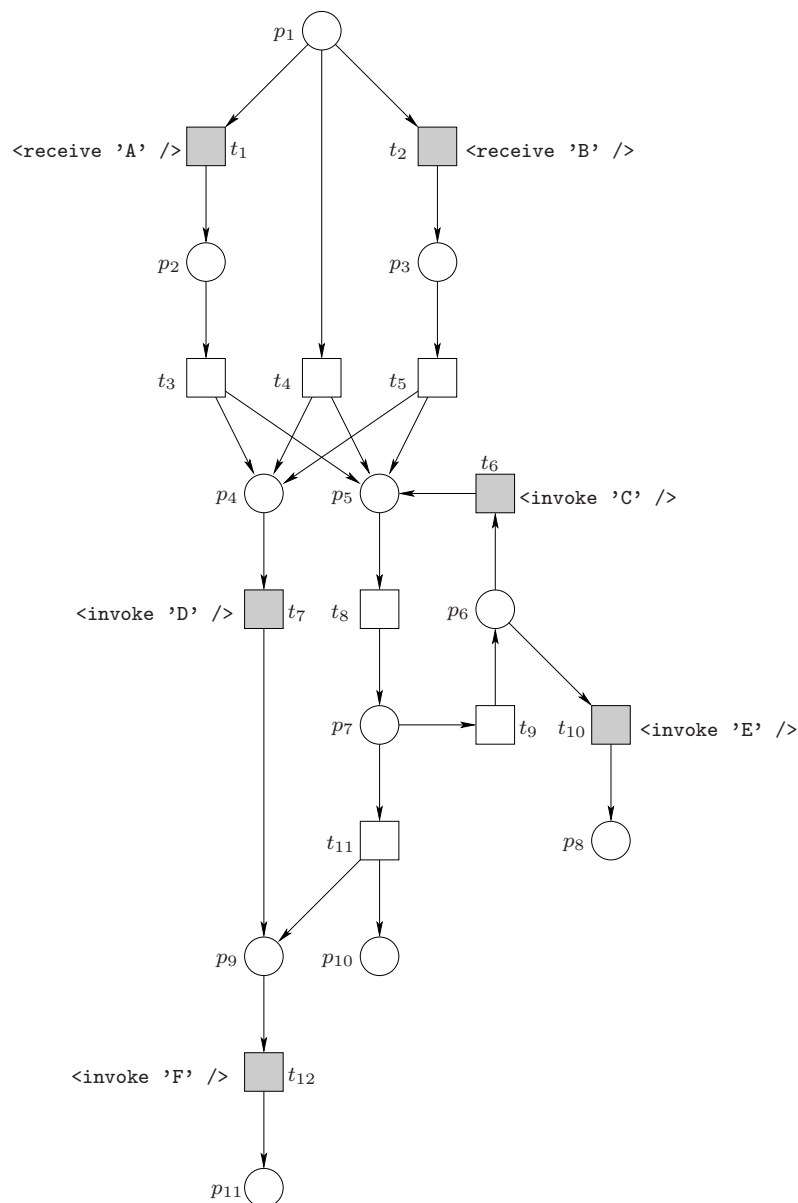 p1
<receive 'A' /> t1 t2 <receive 'B' />
p2 p3
t3 t4 t5
t6
p4 p5 <invoke 'C' />
<invoke 'D' /> t7 t8 p6
p7 t9 t10 <invoke 'E' />
t11 p8
p9 p10
<invoke 'F' /> t12
p11